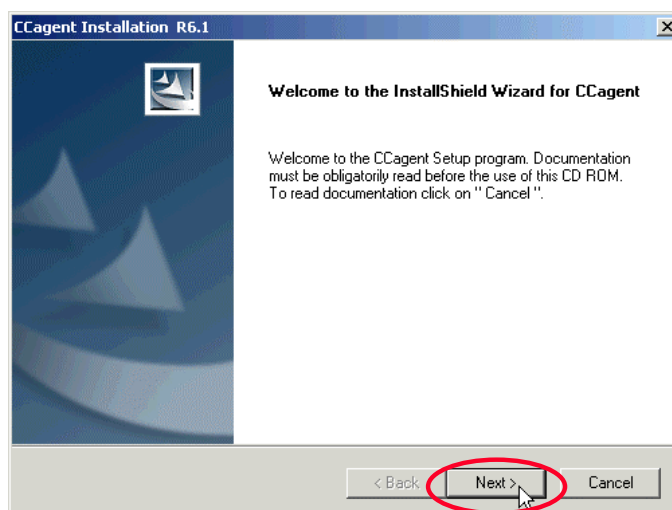 CCagent Installation R6.1
Welcome to the InstallShield Wizard for CCagent
Welcome to the CCagent Setup program. Documentation
must be obligatorily read before the use of this CD ROM.
To read documentation click on " Cancel ".
< Back
Next >
Cancel